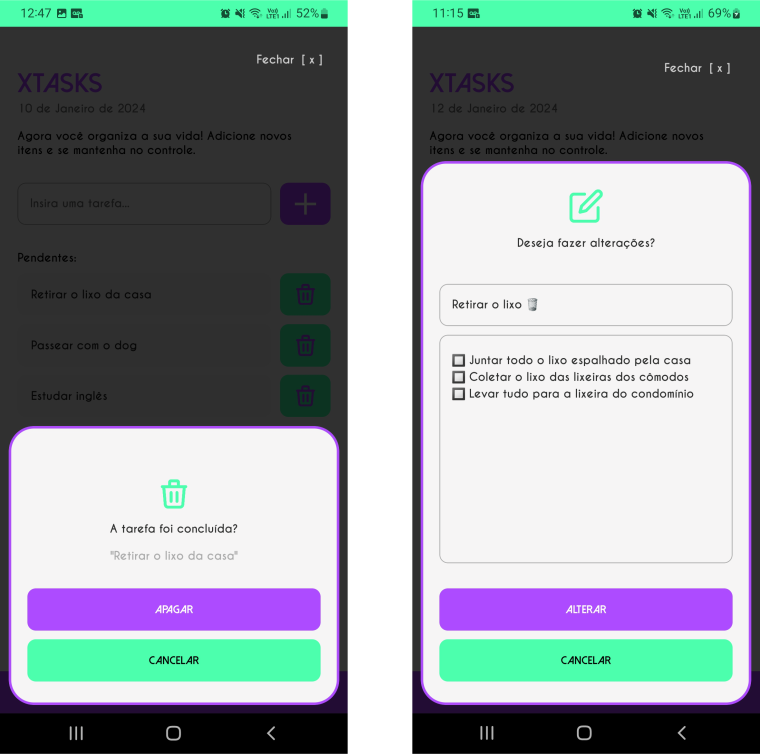 12:47
52%
Fechar [ x ]
XTASKS
10 de Janeiro de 2024
Agora você organiza a sua vida! Adicione novos
itens e se mantenha no controle.
Insira uma tarefa...
Pendentes:
Retirar o lixo da casa
Passear com o dog
Estudar inglês
A tarefa foi concluída?
"Retirar o lixo da casa"
APAGAR
CANCELAR
11:15
69%
Fechar [ x ]
XTASKS
12 de Janeiro de 2024
Agora você organiza a sua vida! Adicione novos
itens e se mantenha no controle.
Deseja fazer alterações?
Retirar o lixo 🗑️
Juntar todo o lixo espalhado pela casa
Coletar o lixo das lixeiras dos cômodos
Levar tudo para a lixeira do condomínio
ALTERAR
CANCELAR